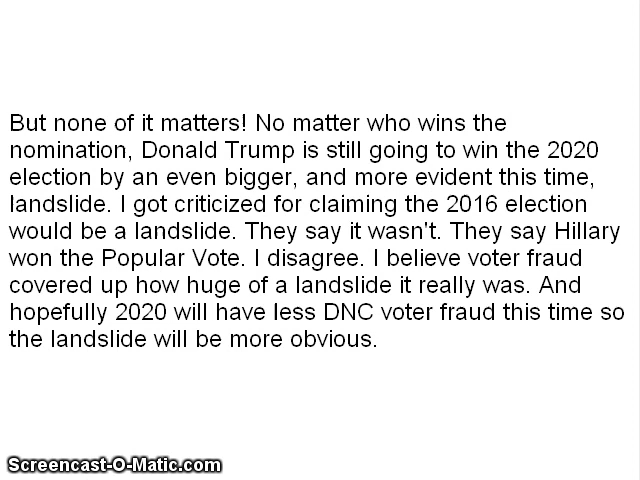 But none of it matters! No matter who wins the
nomination, Donald Trump is still going to win the 2020
election by an even bigger, and more evident this time,
landslide. I got criticized for claiming the 2016 election
would be a landslide. They say it wasn't. They say Hillary
won the Popular Vote. I disagree. I believe voter fraud
covered up how huge of a landslide it really was. And
hopefully 2020 will have less DNC voter fraud this time so
the landslide will be more obvious.
Screencast-O-Matic.com